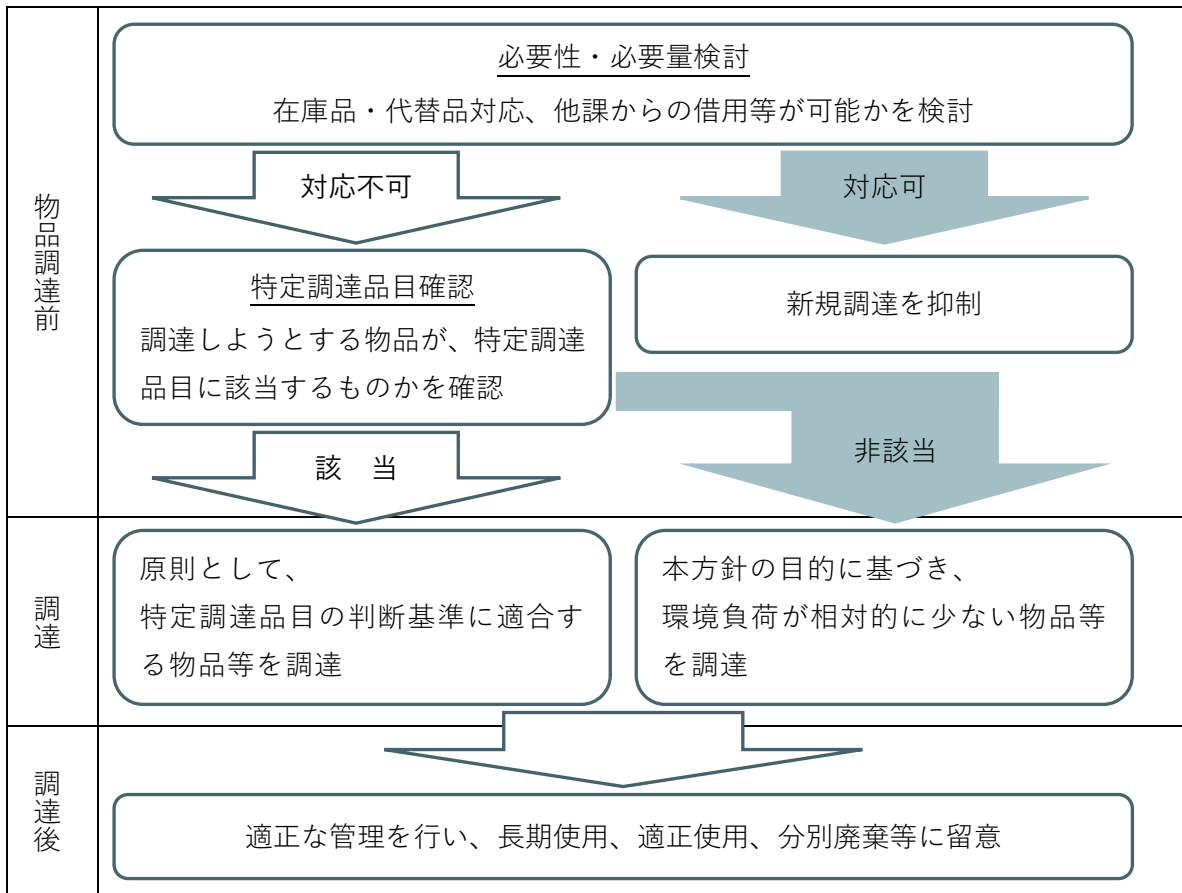 物品調達前
必要性・必要量検討
在庫品・代替品対応、他課からの借用等が可能かを検討
対応不可
対応可
特定調達品目確認
調達しようとする物品が、特定調達
品目に該当するものかを確認
新規調達を抑制
該　当
非該当
調達
原則として、
特定調達品目の判断基準に適合す
る物品等を調達
本方針の目的に基づき、
環境負荷が相対的に少ない物品等
を調達
調達後
適正な管理を行い、長期使用、適正使用、分別廃棄等に留意